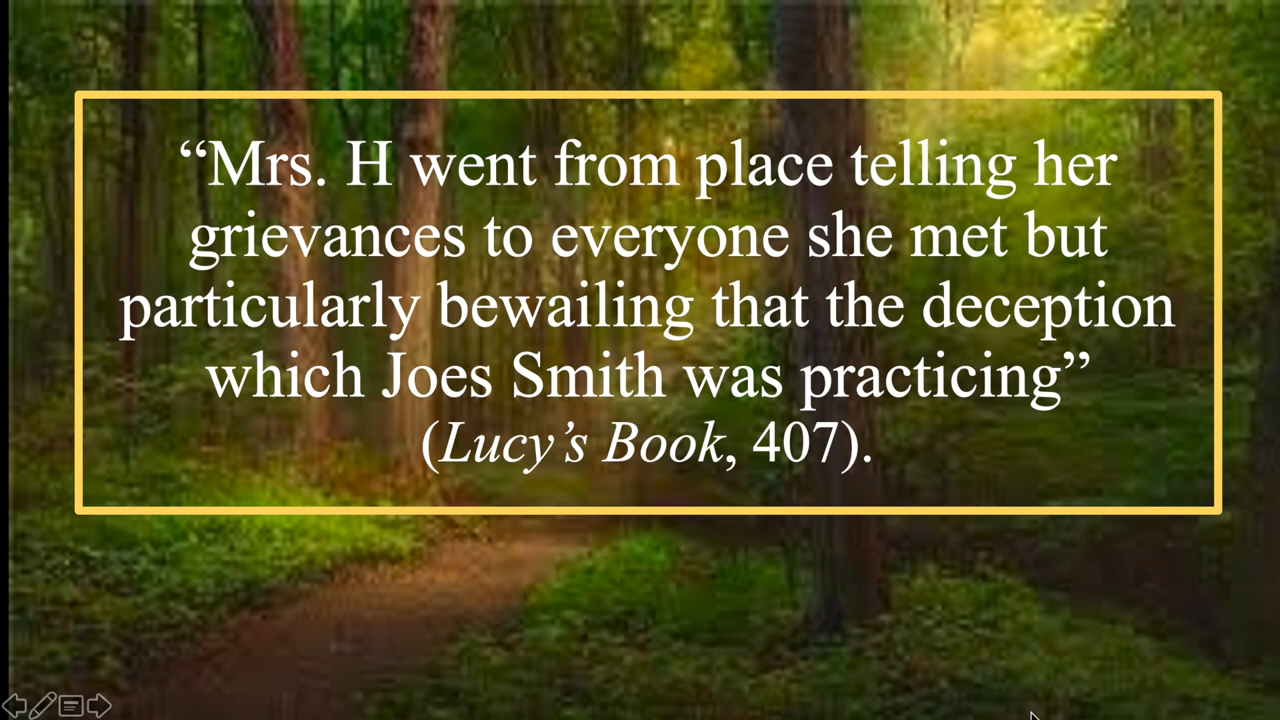 “Mrs. H went from place telling her
grievances to everyone she met but
particularly bewailing that the deception
which Joes Smith was practicing”
(Lucy’s Book, 407).